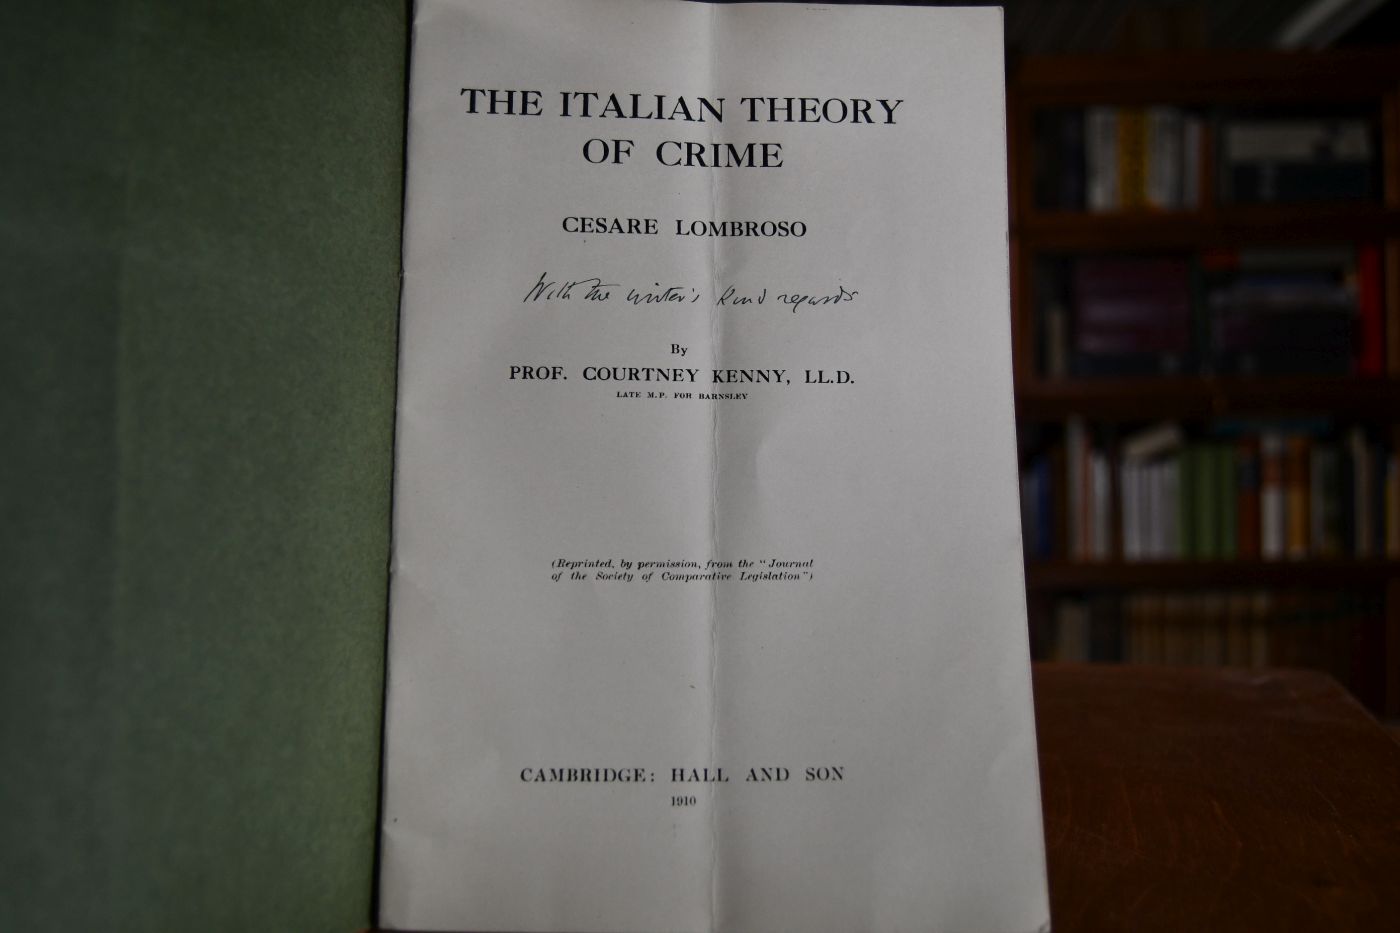 THE ITALIAN THEORY
OF CRIME
CESARE LOMBROSO
With the writer's kind regards
By
PROF. COURTNEY KENNY, LL.D.
LATE M.P. FOR BARNSLEY
(Reprinted, by permission, from the "Journal
of the Society of Comparative Legislation")
CAMBRIDGE: HALL AND SON
1910